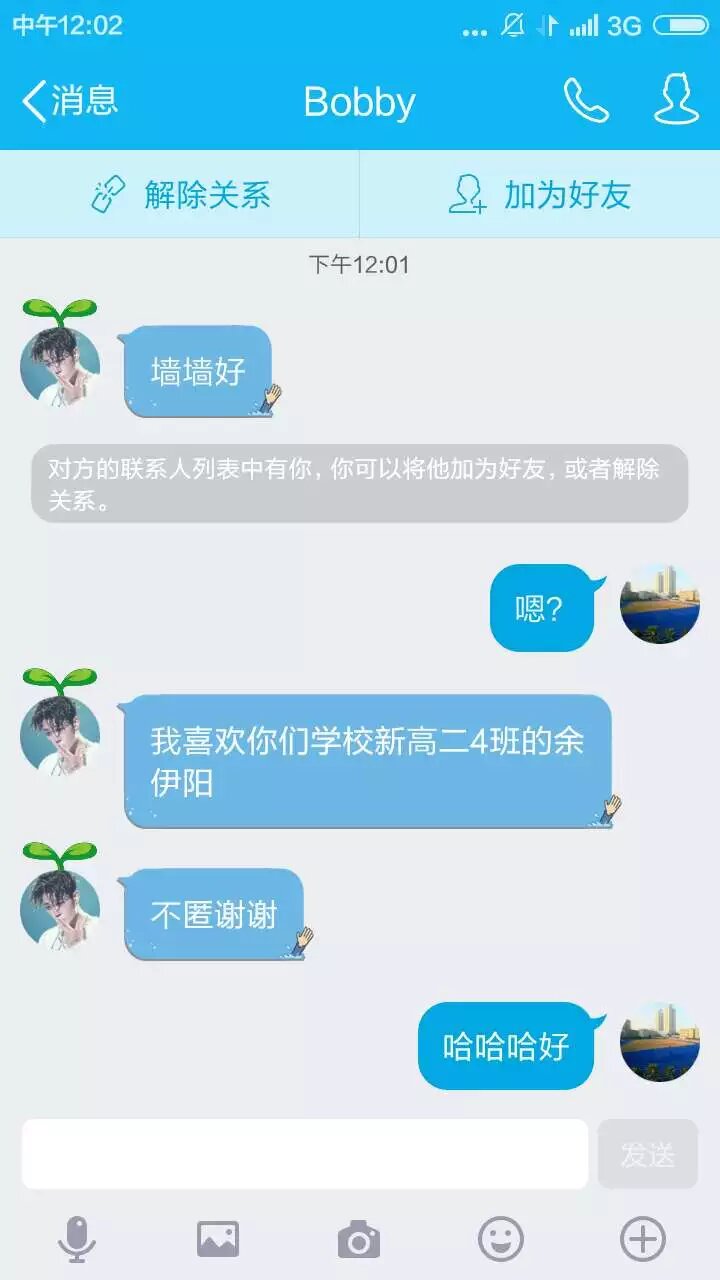 中午12:02
... 3G
消息
Bobby
解除关系
加为好友
下午12:01
墙墙好
对方的联系人列表中有你，你可以将他加为好友，或者解除
关系。
嗯?
我喜欢你们学校新高二4班的余
伊阳
不匿谢谢
哈哈哈好
发送